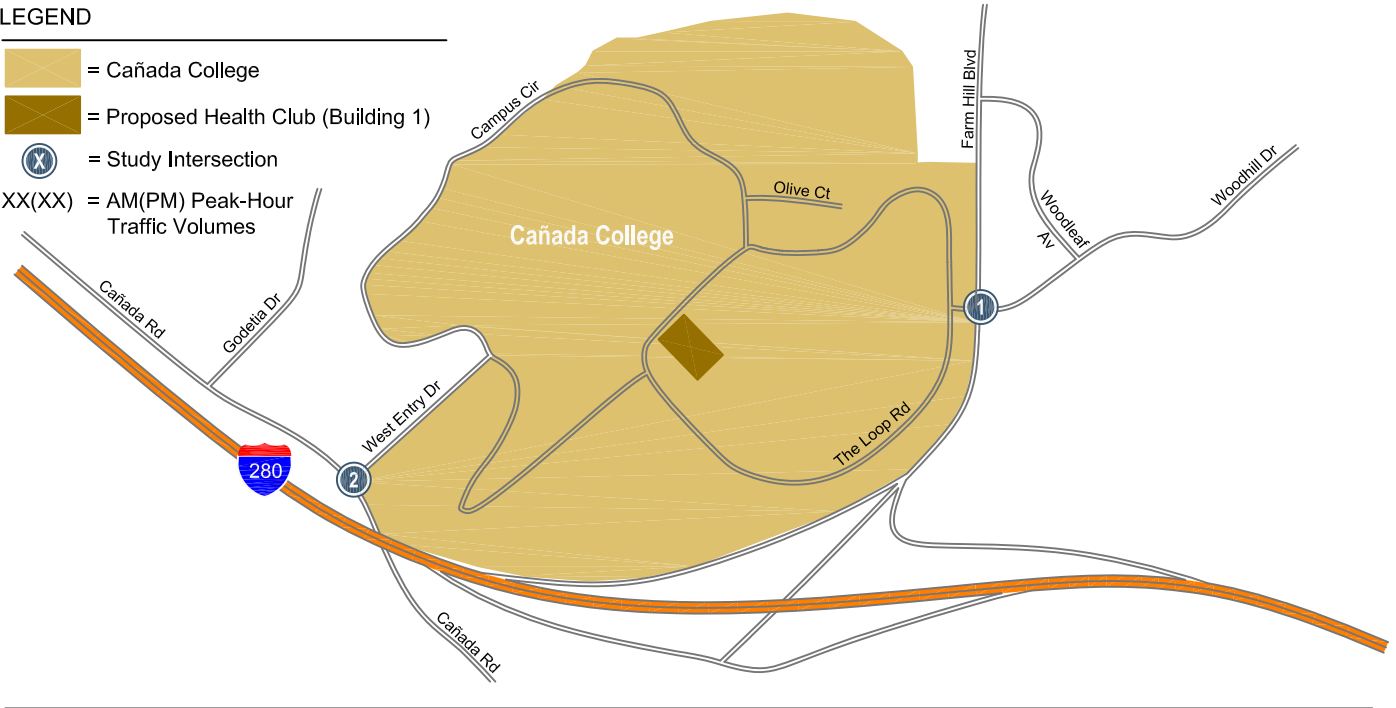 LEGEND
= Cañada College
= Proposed Health Club (Building 1)
X
= Study Intersection
XX(XX) = AM(PM) Peak-Hour
Traffic Volumes
Campus Cir
Farm Hill Blvd
Olive Ct
Woodleaf
Av
Woodhill Dr
Cañada College
Cañada Rd
Godetia Dr
1
West Entry Dr
The Loop Rd
280
2
Cañada Rd